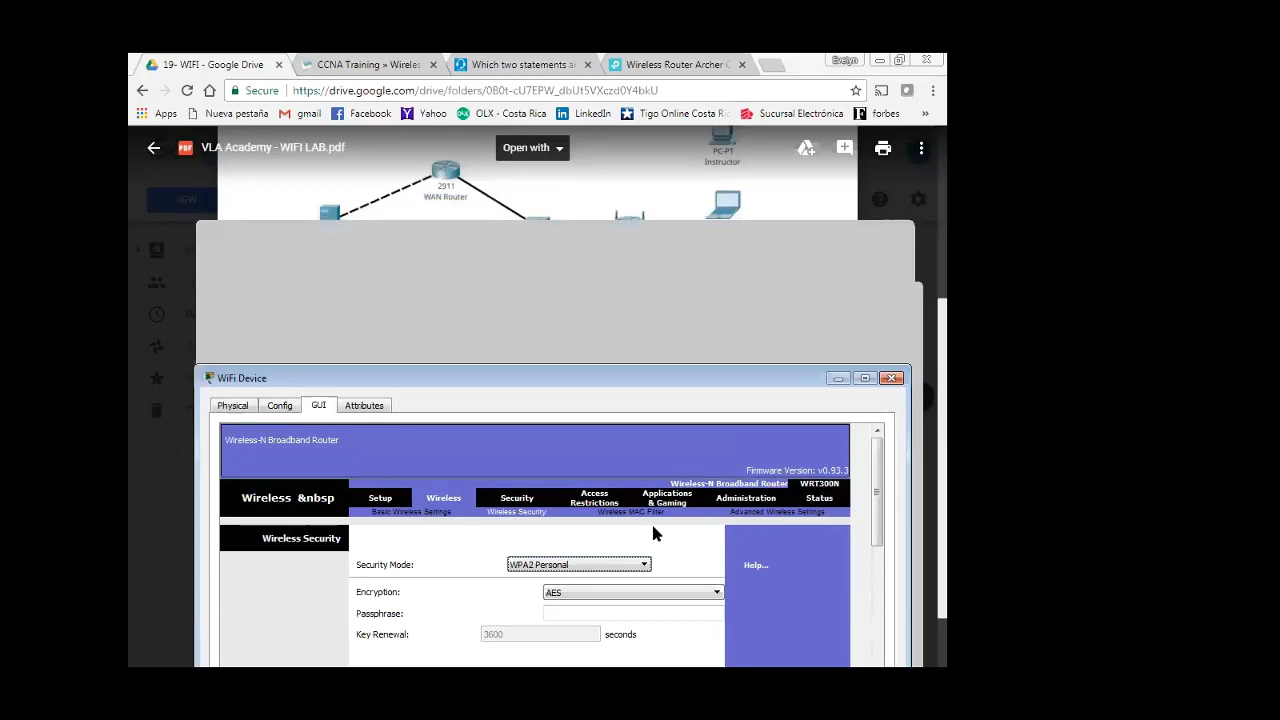 19- WIFI - Google Drive
CCNA Training » Wireles
Which two statements a
Wireless Router Archer C
Evelyn
Secure
https://drive.google.com/drive/folders/0B0t-cU7EPW_dbUt5VXczd0Y4bkU
Apps
Nueva pestaña
gmail
Facebook
Yahoo
OLX - Costa Rica
LinkedIn
Tigo Online Costa Ric
Sucursal Electrónica
forbes
»
PDF
VLA Academy - WIFI LAB.pdf
Open with
PC-PT
Instructor
2911
WAN Router
NEW
WiFi Device
Physical
Config
GUI
Attributes
Wireless-N Broadband Router
Firmware Version: v0.93.3
Wireless-N Broadband Router
WRT300N
Wireless &nbsp
Setup
Wireless
Security
Access
Restrictions
Applications
& Gaming
Administration
Status
Basic Wireless Settings
Wireless Security
Wireless MAC Filter
Advanced Wireless Settings
Wireless Security
Security Mode:
WPA2 Personal
Help...
Encryption:
AES
Passphrase:
Key Renewal:
3600
seconds